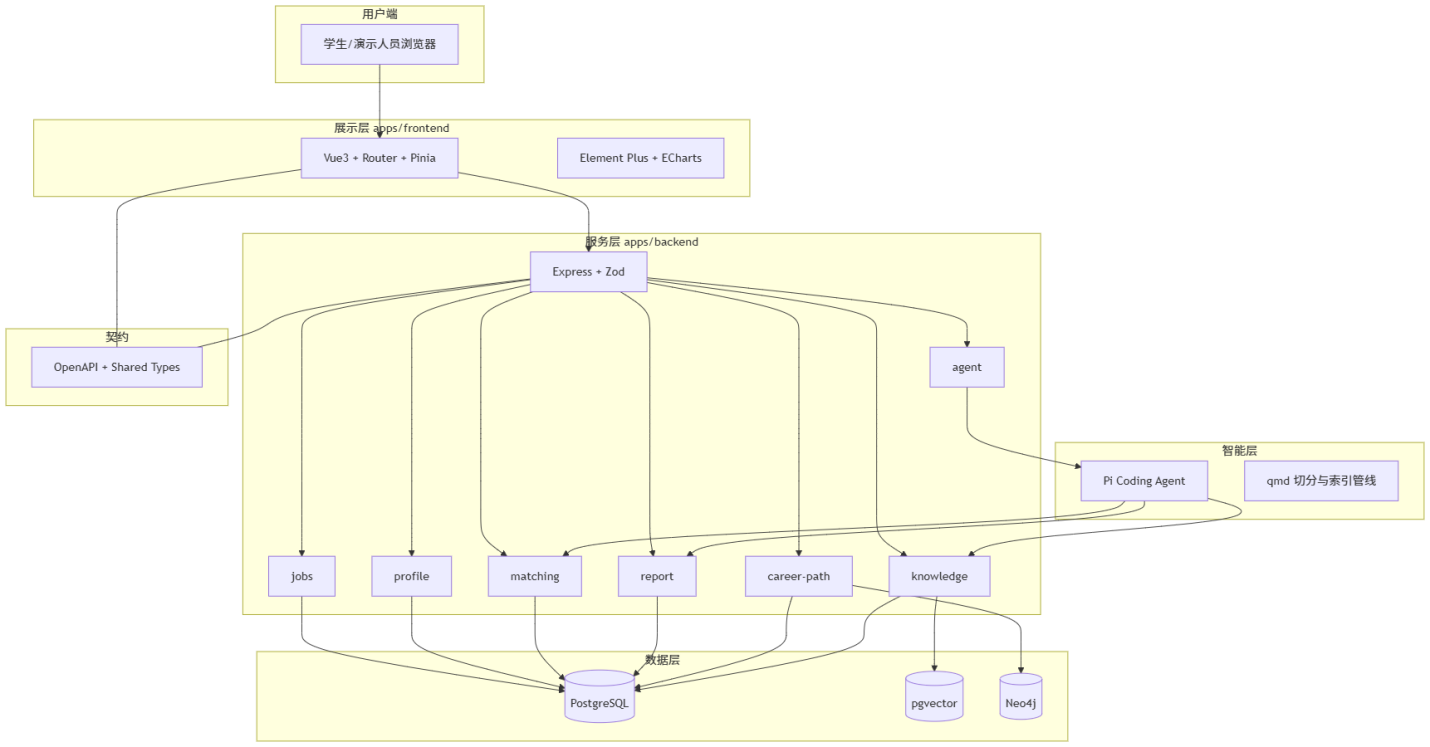 用户端
学生/演示人员浏览器
展示层 apps/frontend
Vue3 + Router + Pinia
Element Plus + ECharts
服务层 apps/backend
Express + Zod
契约
OpenAPI + Shared Types
agent
智能层
Pi Coding Agent
qmd 切分与索引管线
jobs
profile
matching
report
career-path
knowledge
数据层
PostgreSQL
pgvector
Neo4j